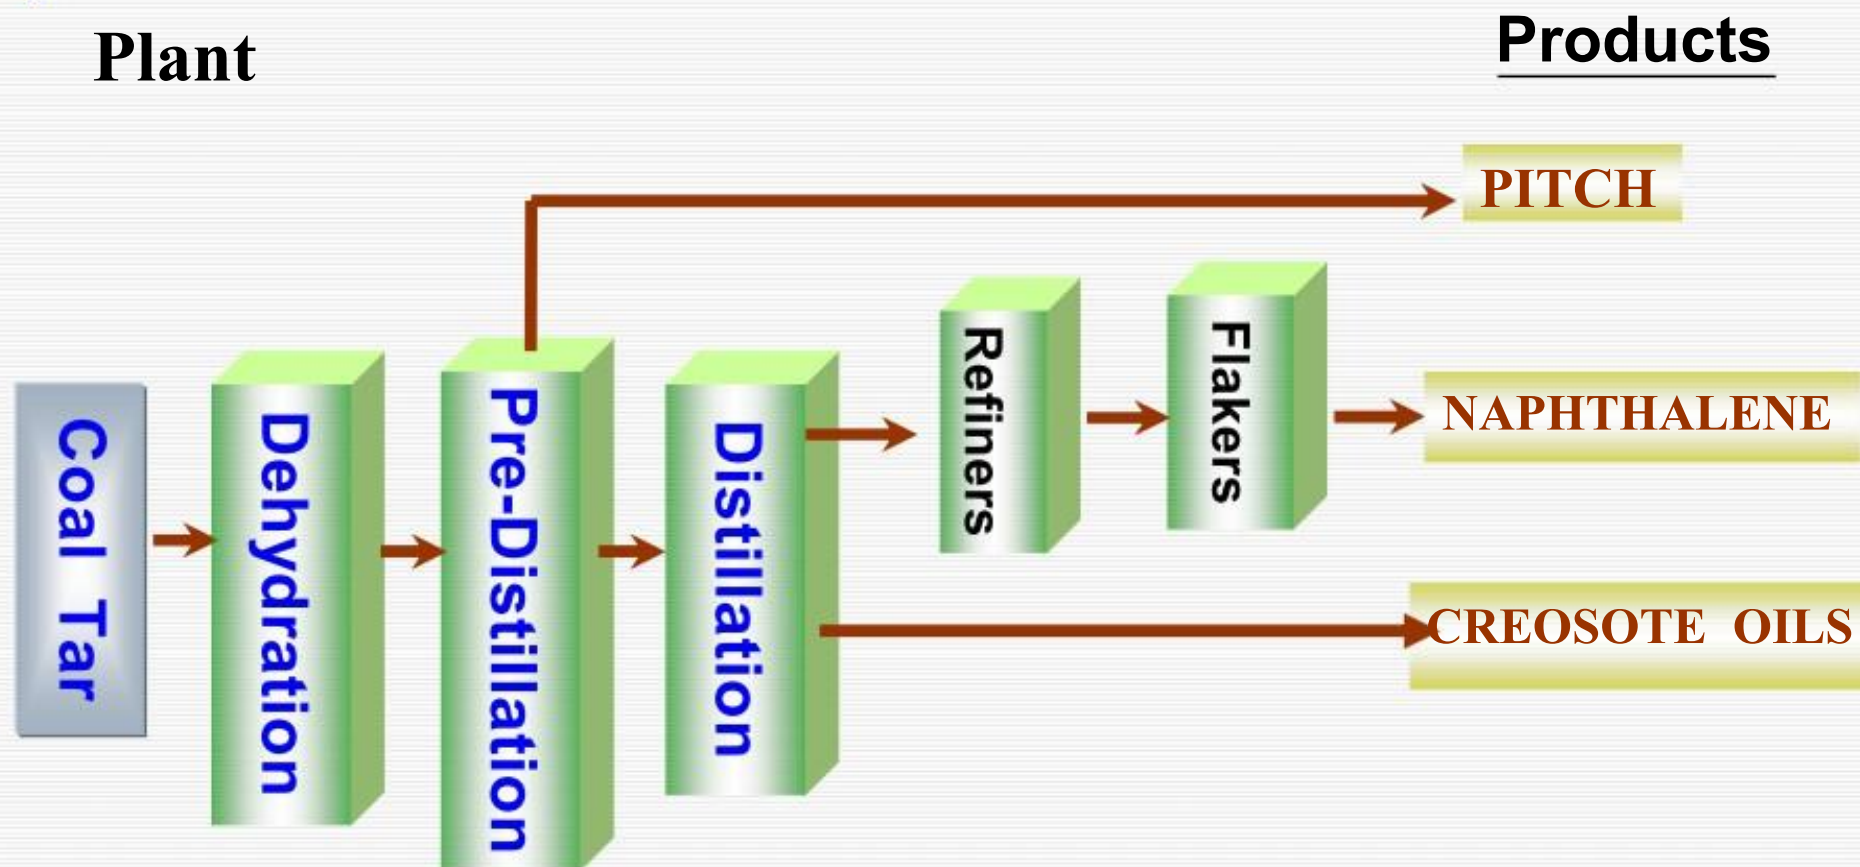 Plant
Products
PITCH
Coal Tar
Dehydration
Pre-Distillation
Distillation
Refiners
Flakers
NAPHTHALENE
CREOSOTE OILS